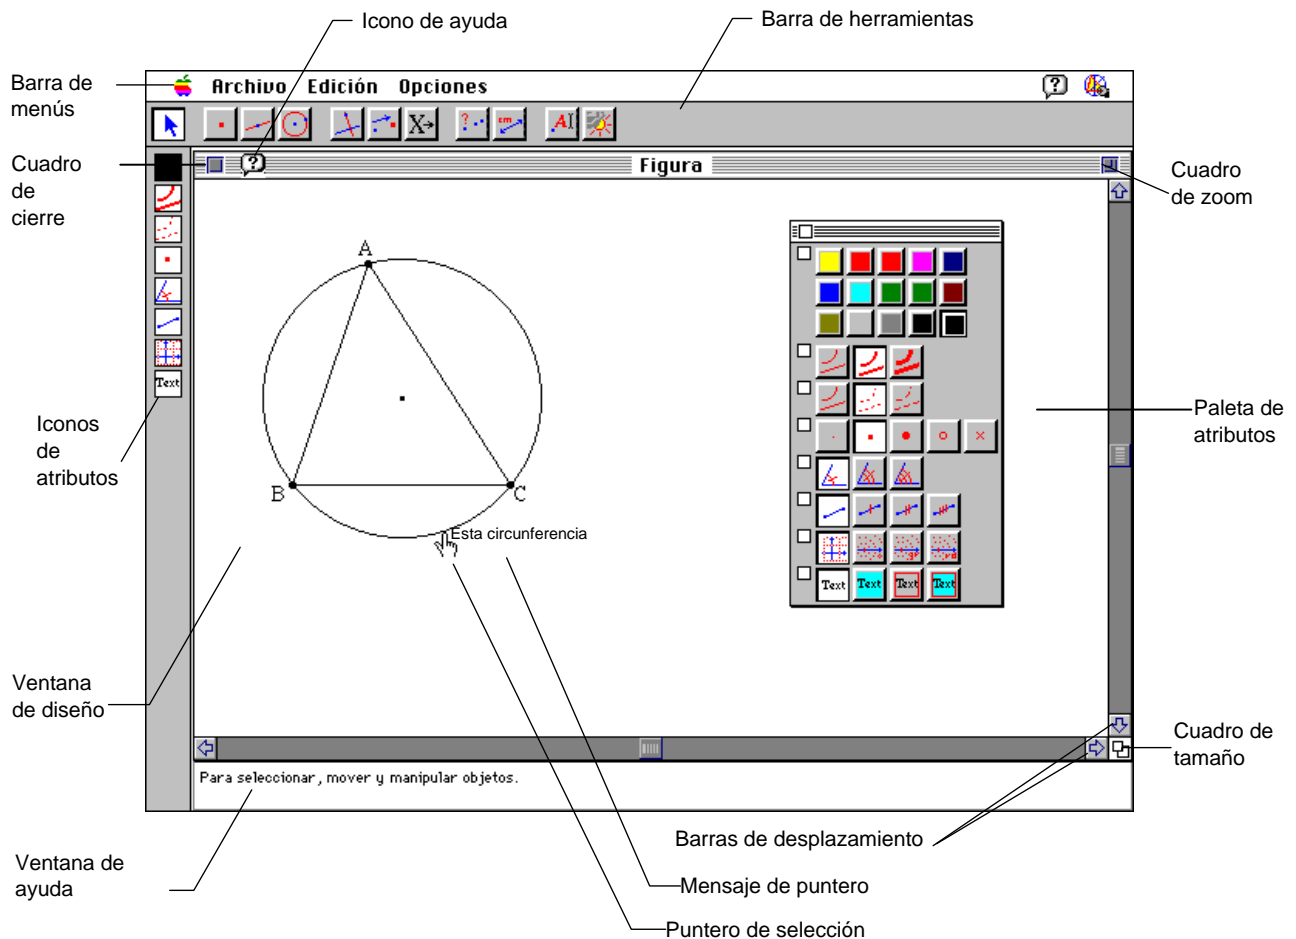 Icono de ayuda
Barra de herramientas
Barra de
menús
Archivo Edición Opciones
?
?
cm
X
A
Cuadro
de
cierre
?
Figura
Cuadro
de zoom
A
B
C
Text
Iconos
de
atributos
Esta circunferencia
Paleta de
atributos
Text Text Text Text
Ventana
de diseño
Cuadro de
tamaño
Para seleccionar, mover y manipular objetos.
Barras de desplazamiento
Ventana de
ayuda
Mensaje de puntero
Puntero de selección